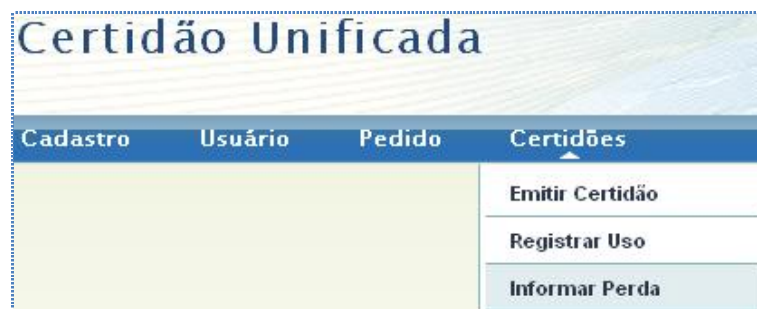 Certidão Unificada
Cadastro Usuário Pedido Certidões
Emitir Certidão
Registrar Uso
Informar Perda